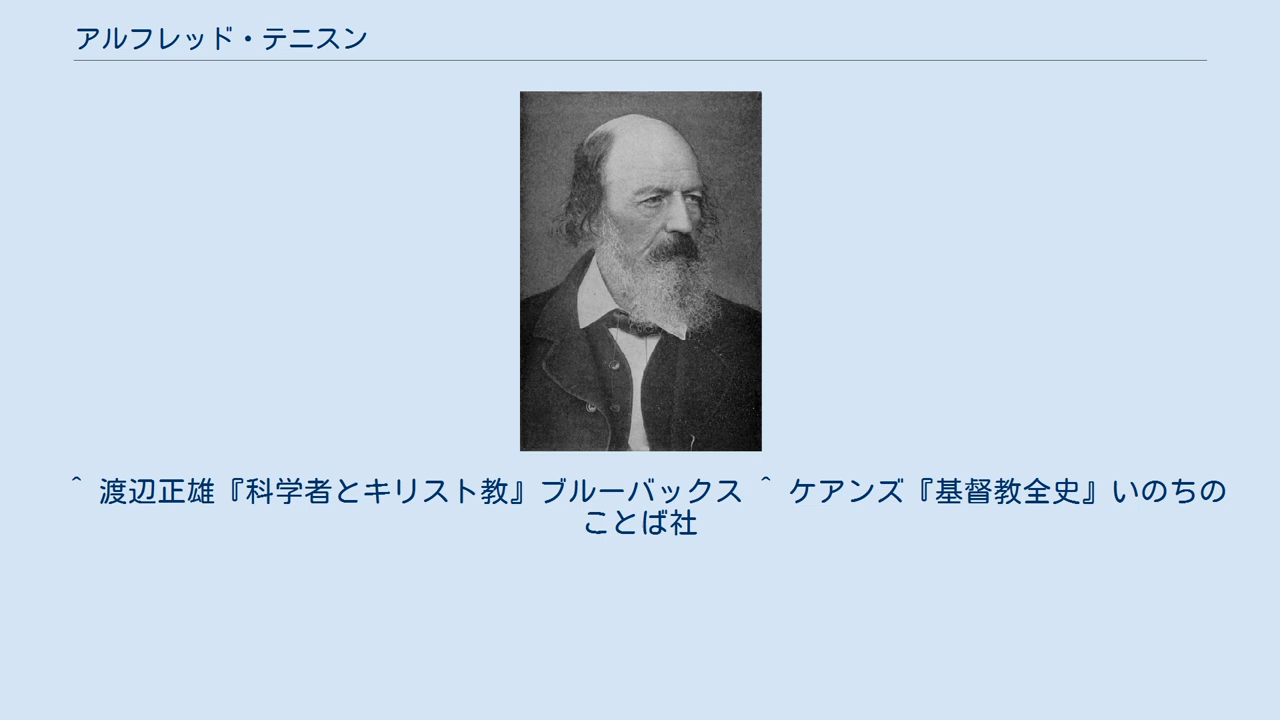 アルフレッド・テニスン
^ 渡辺正雄『科学者とキリスト教』ブルーバックス ^ ケアンズ『基督教全史』いのちの
ことば社